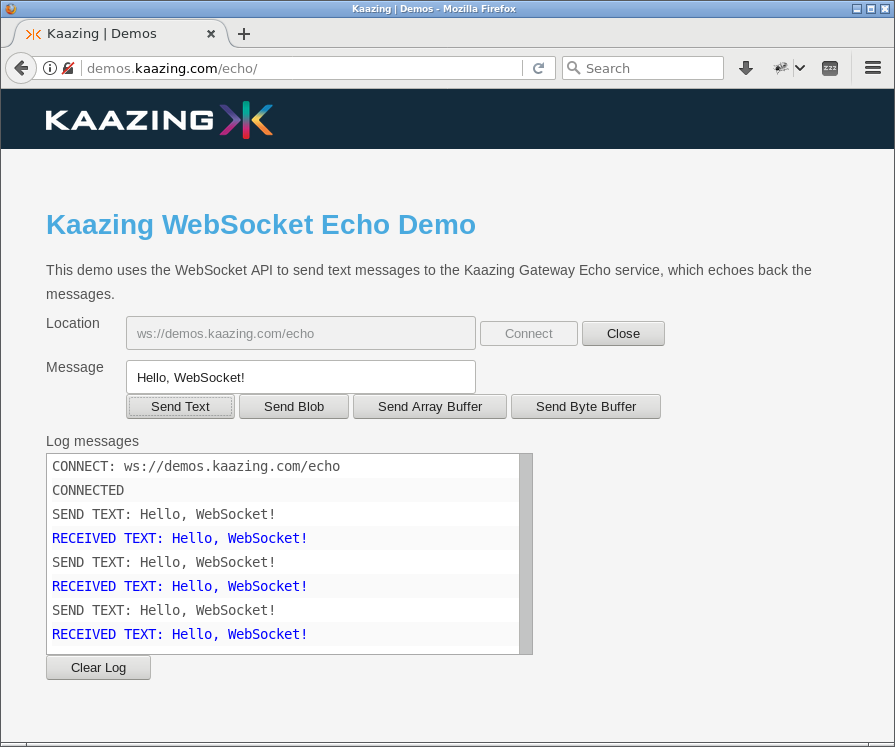 Kaazing | Demos - Mozilla Firefox
Kaazing | Demos
demos.kaazing.com/echo/
Search
zzz
KAAZING
Kaazing WebSocket Echo Demo
This demo uses the WebSocket API to send text messages to the Kaazing Gateway Echo service, which echoes back the
messages.
Location
ws://demos.kaazing.com/echo
Connect
Close
Message
Hello, WebSocket!
Send Text
Send Blob
Send Array Buffer
Send Byte Buffer
Log messages
CONNECT: ws://demos.kaazing.com/echo
CONNECTED
SEND TEXT: Hello, WebSocket!
RECEIVED TEXT: Hello, WebSocket!
SEND TEXT: Hello, WebSocket!
RECEIVED TEXT: Hello, WebSocket!
SEND TEXT: Hello, WebSocket!
RECEIVED TEXT: Hello, WebSocket!
Clear Log